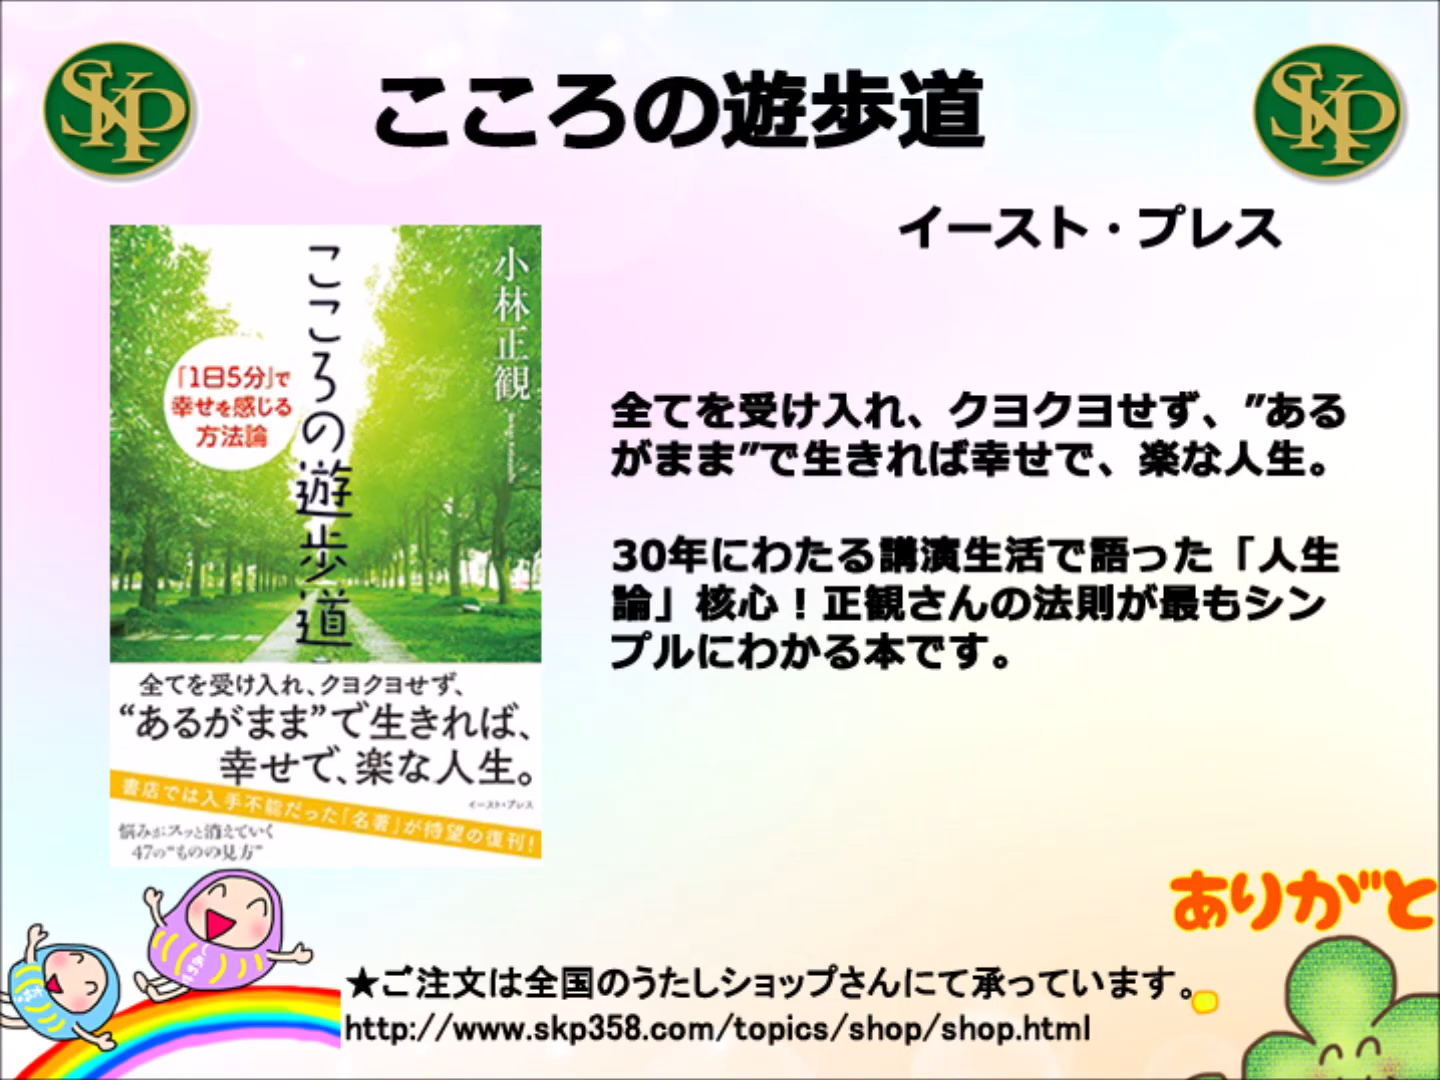 SKP
こころの遊歩道
SKP
イースト・プレス
小林正観
こころの遊歩道
「1日5分」で
幸せを感じる
方法論
全てを受け入れ、クヨクヨせず、
“あるがまま”で生きれば、
幸せで、楽な人生。
イースト・プレス
書店では入手不能だった「名著」が待望の復刊！
悩みがスッと消えていく
47の“ものの見方”
全てを受け入れ、クヨクヨせず、”ある
がまま”で生きれば幸せで、楽な人生。
30年にわたる講演生活で語った「人生
論」核心！正観さんの法則が最もシン
プルにわかる本です。
ありがと
★ご注文は全国のうたしショップさんにて承っています。
http://www.skp358.com/topics/shop/shop.html